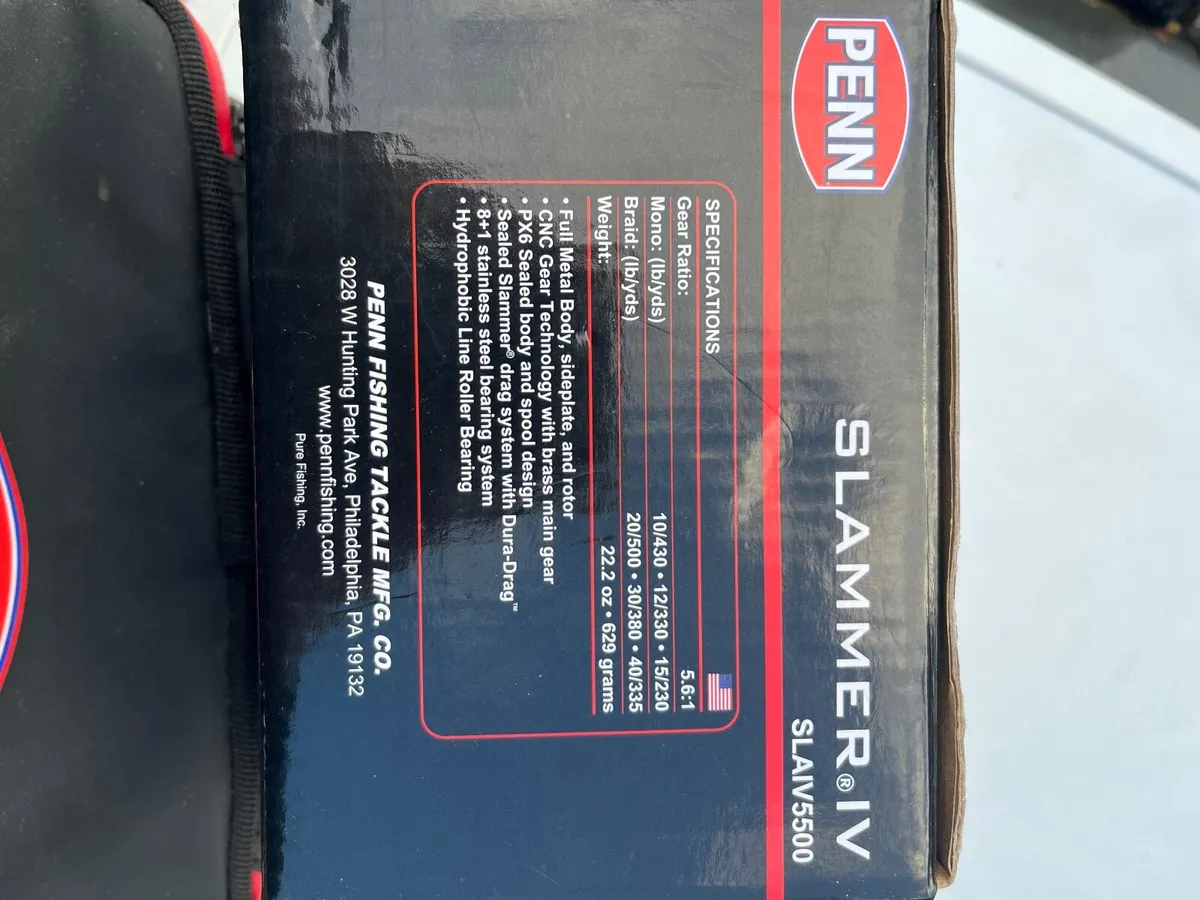 PENN
SLAMMER® IV
SLAIV5500
SPECIFICATIONS
Gear Ratio: 5.6:1
Mono: (lb/yds) 10/430 • 12/330 • 15/230
Braid: (lb/yds) 20/500 • 30/380 • 40/335
Weight: 22.2 oz • 629 grams
• Full Metal Body, sideplate, and rotor
• CNC Gear Technology with brass main gear
• PX6 Sealed body and spool design
• Sealed Slammer® drag system with Dura-Drag™
• 8+1 stainless steel bearing system
• Hydrophobic Line Roller Bearing
PENN FISHING TACKLE MFG. CO.
3028 W Hunting Park Ave, Philadelphia, PA 19132
www.pennfishing.com
Pure Fishing, Inc.